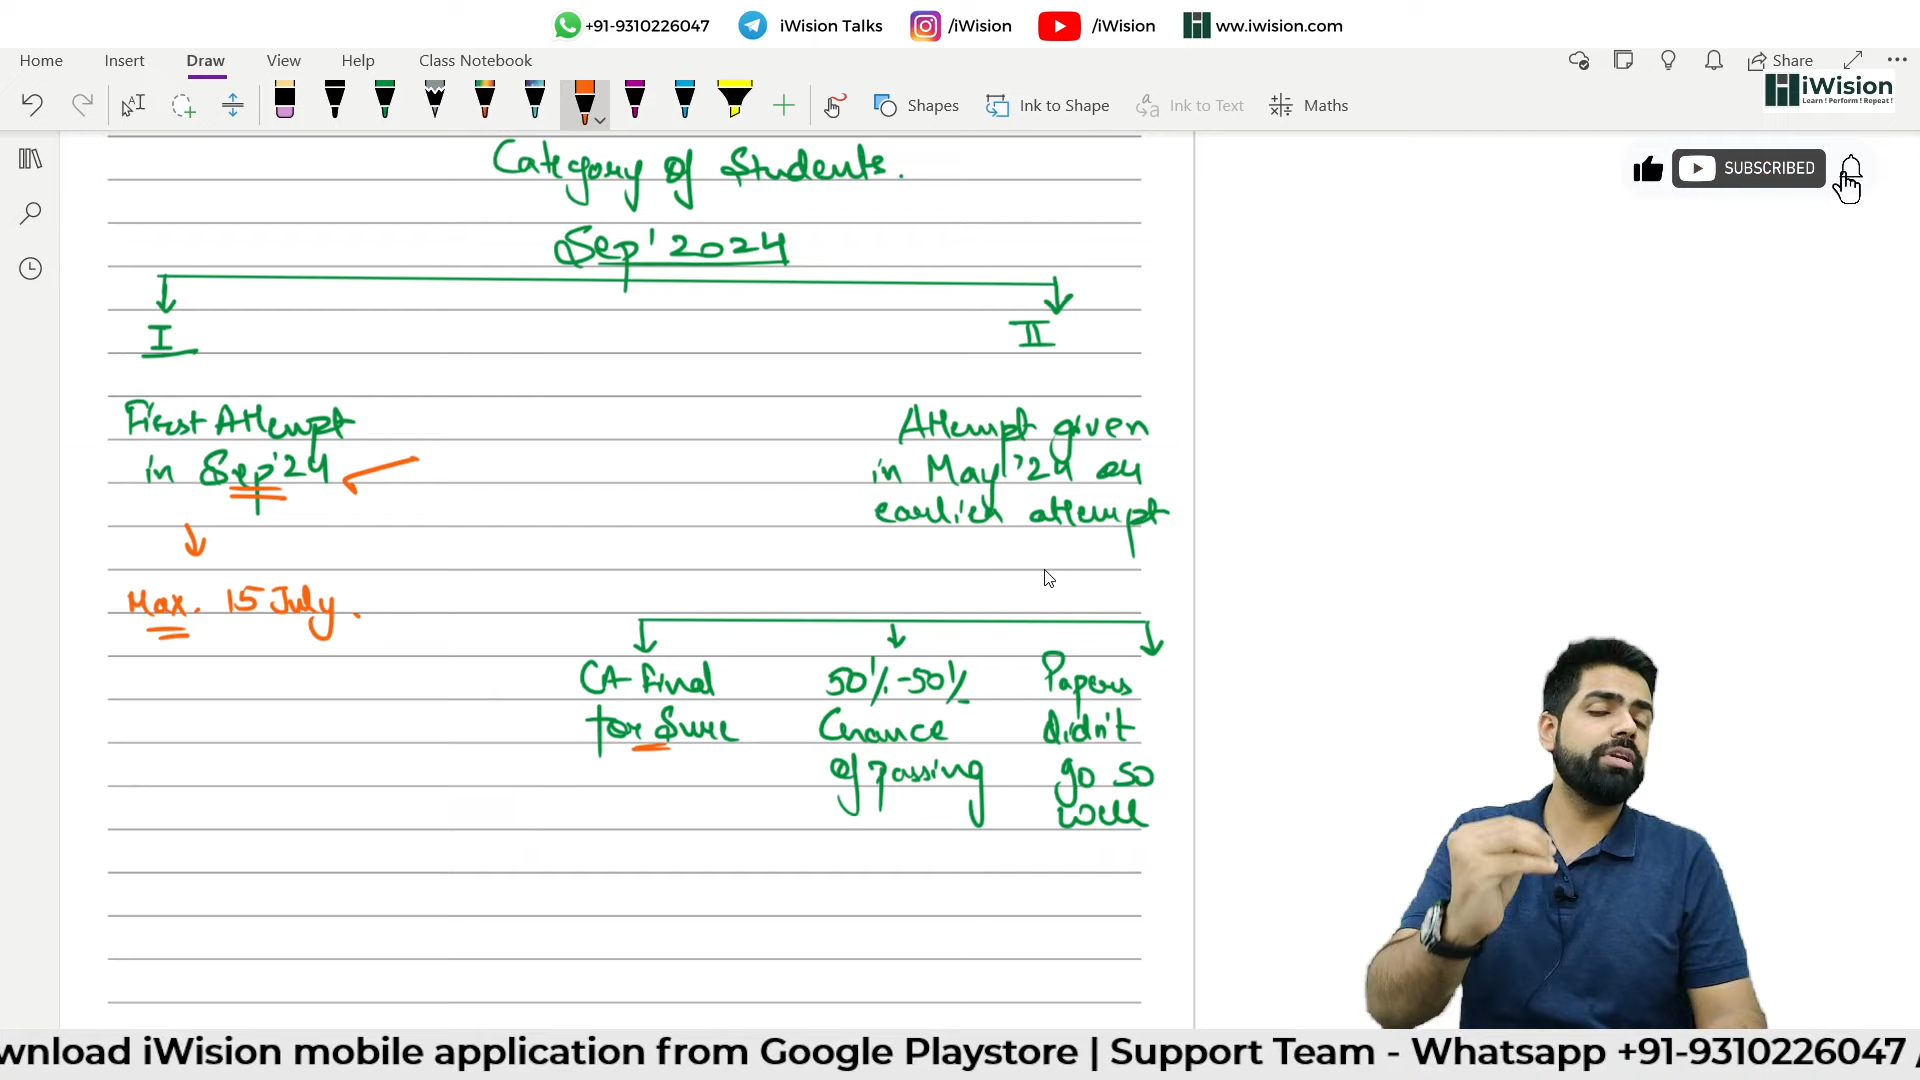 +91-9310226047 iWision Talks /iWision /iWision ww.iwision.com
Home Insert Draw View Help Class Notebook Share
Shapes Ink to Shape Ink to Text Maths
iWision
Learn ! Perform ! Repeat !
SUBSCRIBED
Category of Students.
Sep' 2024
I II
First Attempt
in Sep'24
Max. 15 July.
Attempt given
in May'24 or
earlier attempt
CA Final
for Sure
50%-50%
Chance
of passing
Papers
didn't
go so
well
wnload iWision mobile application from Google Playstore | Support Team - Whatsapp +91-9310226047 /